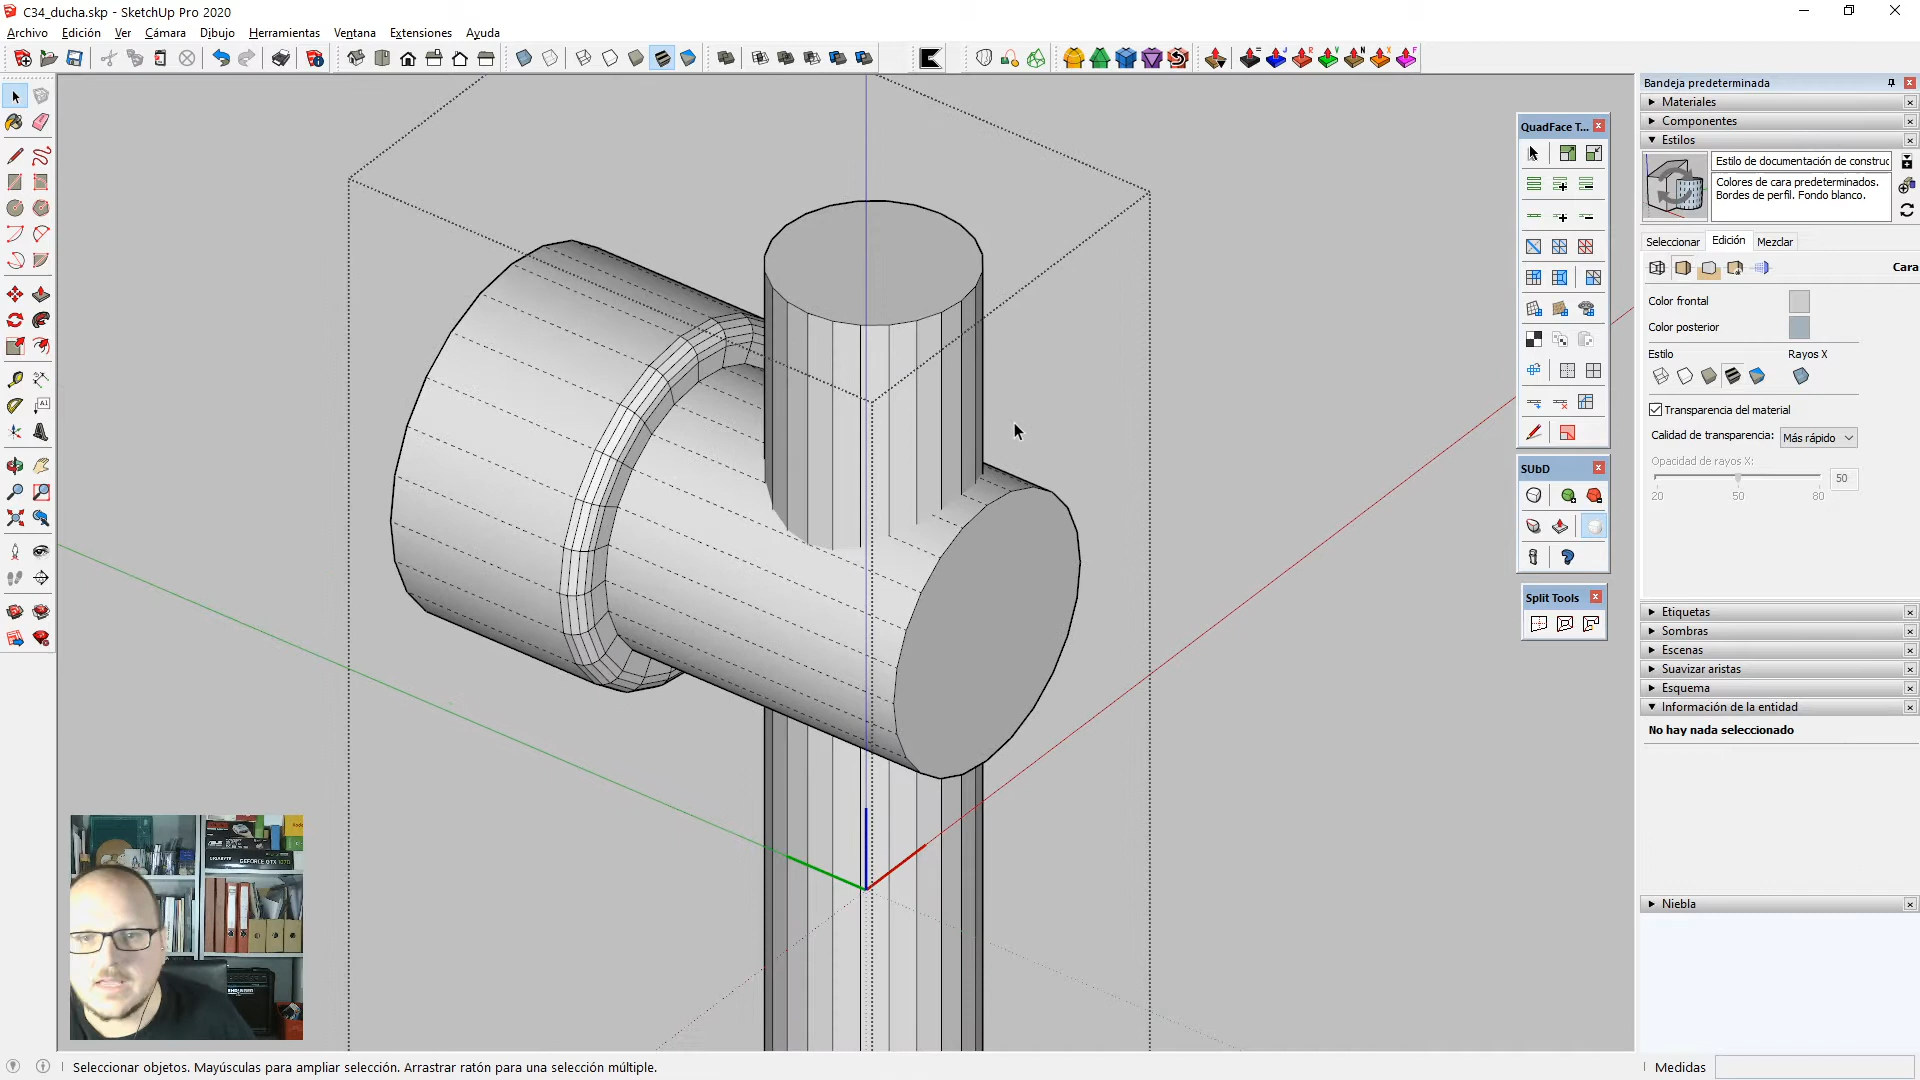 C34_ducha.skp - SketchUp Pro 2020
Archivo Edición Ver Cámara Dibujo Herramientas Ventana Extensiones Ayuda
Bandeja predeterminada
Materiales
Componentes
Estilos
Estilo de documentación de construc
Colores de cara predeterminados.
Bordes de perfil. Fondo blanco.
Seleccionar Edición Mezclar
Cara
Color frontal
Color posterior
Estilo Rayos X
Transparencia del material
Calidad de transparencia: Más rápido
Opacidad de rayos X:
50
20 50 80
Etiquetas
Sombras
Escenas
Suavizar aristas
Esquema
Información de la entidad
No hay nada seleccionado
Niebla
QuadFace T...
SUbD
Split Tools
GEFORCE GTX 1070
Seleccionar objetos. Mayúsculas para ampliar selección. Arrastrar ratón para una selección múltiple.
Medidas